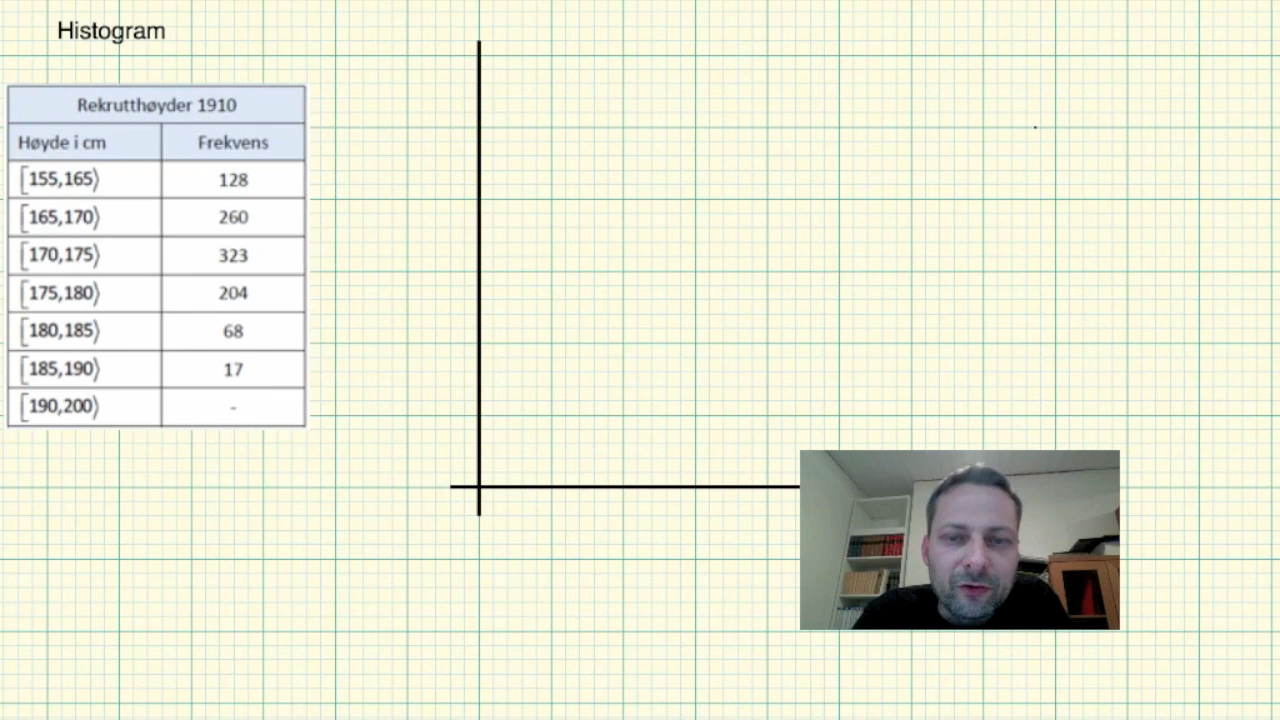 Histogram
Rekrutthøyder 1910
Høyde i cm Frekvens
[155,165⟩ 128
[165,170⟩ 260
[170,175⟩ 323
[175,180⟩ 204
[180,185⟩ 68
[185,190⟩ 17
[190,200⟩ -